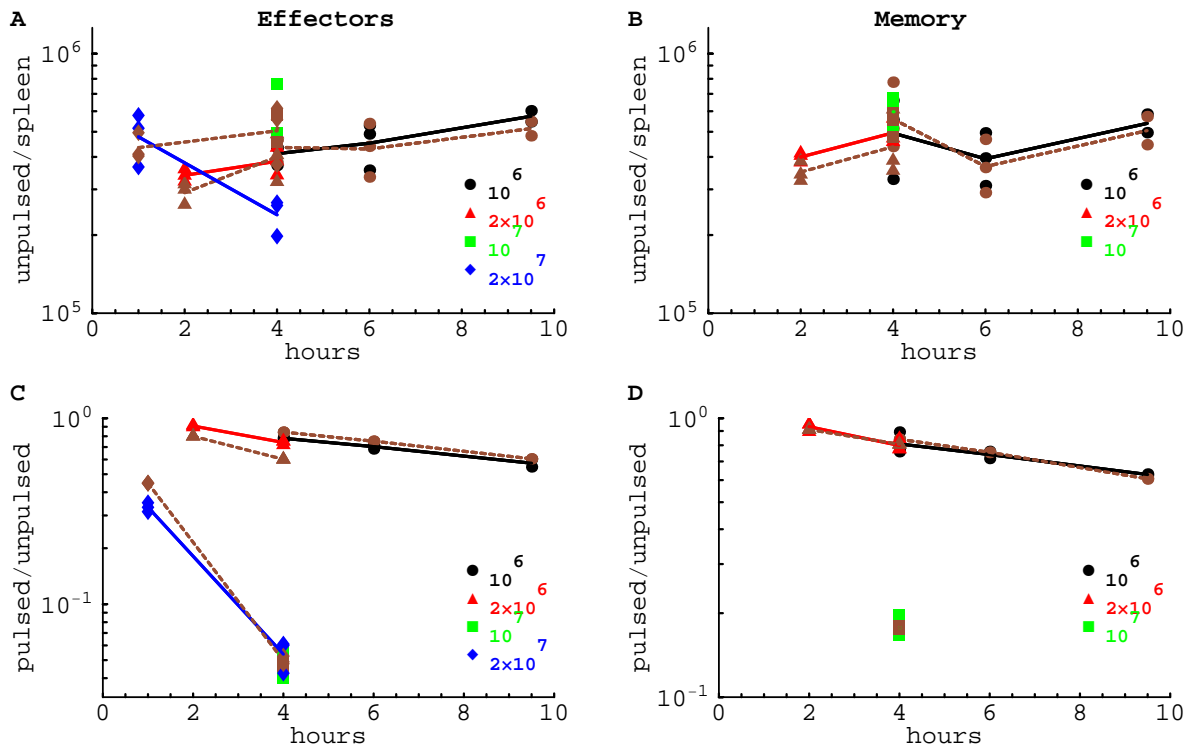 A Effectors
unpulsed/spleen
10^6
10^5
0 2 4 6 8 10
hours
10^6
2×10^6
10^7
2×10^7
B Memory
unpulsed/spleen
10^6
10^5
0 2 4 6 8 10
hours
10^6
2×10^6
10^7
C
pulsed/unpulsed
10^0
10^-1
0 2 4 6 8 10
hours
10^6
2×10^6
10^7
2×10^7
D
pulsed/unpulsed
10^0
10^-1
0 2 4 6 8 10
hours
10^6
2×10^6
10^7